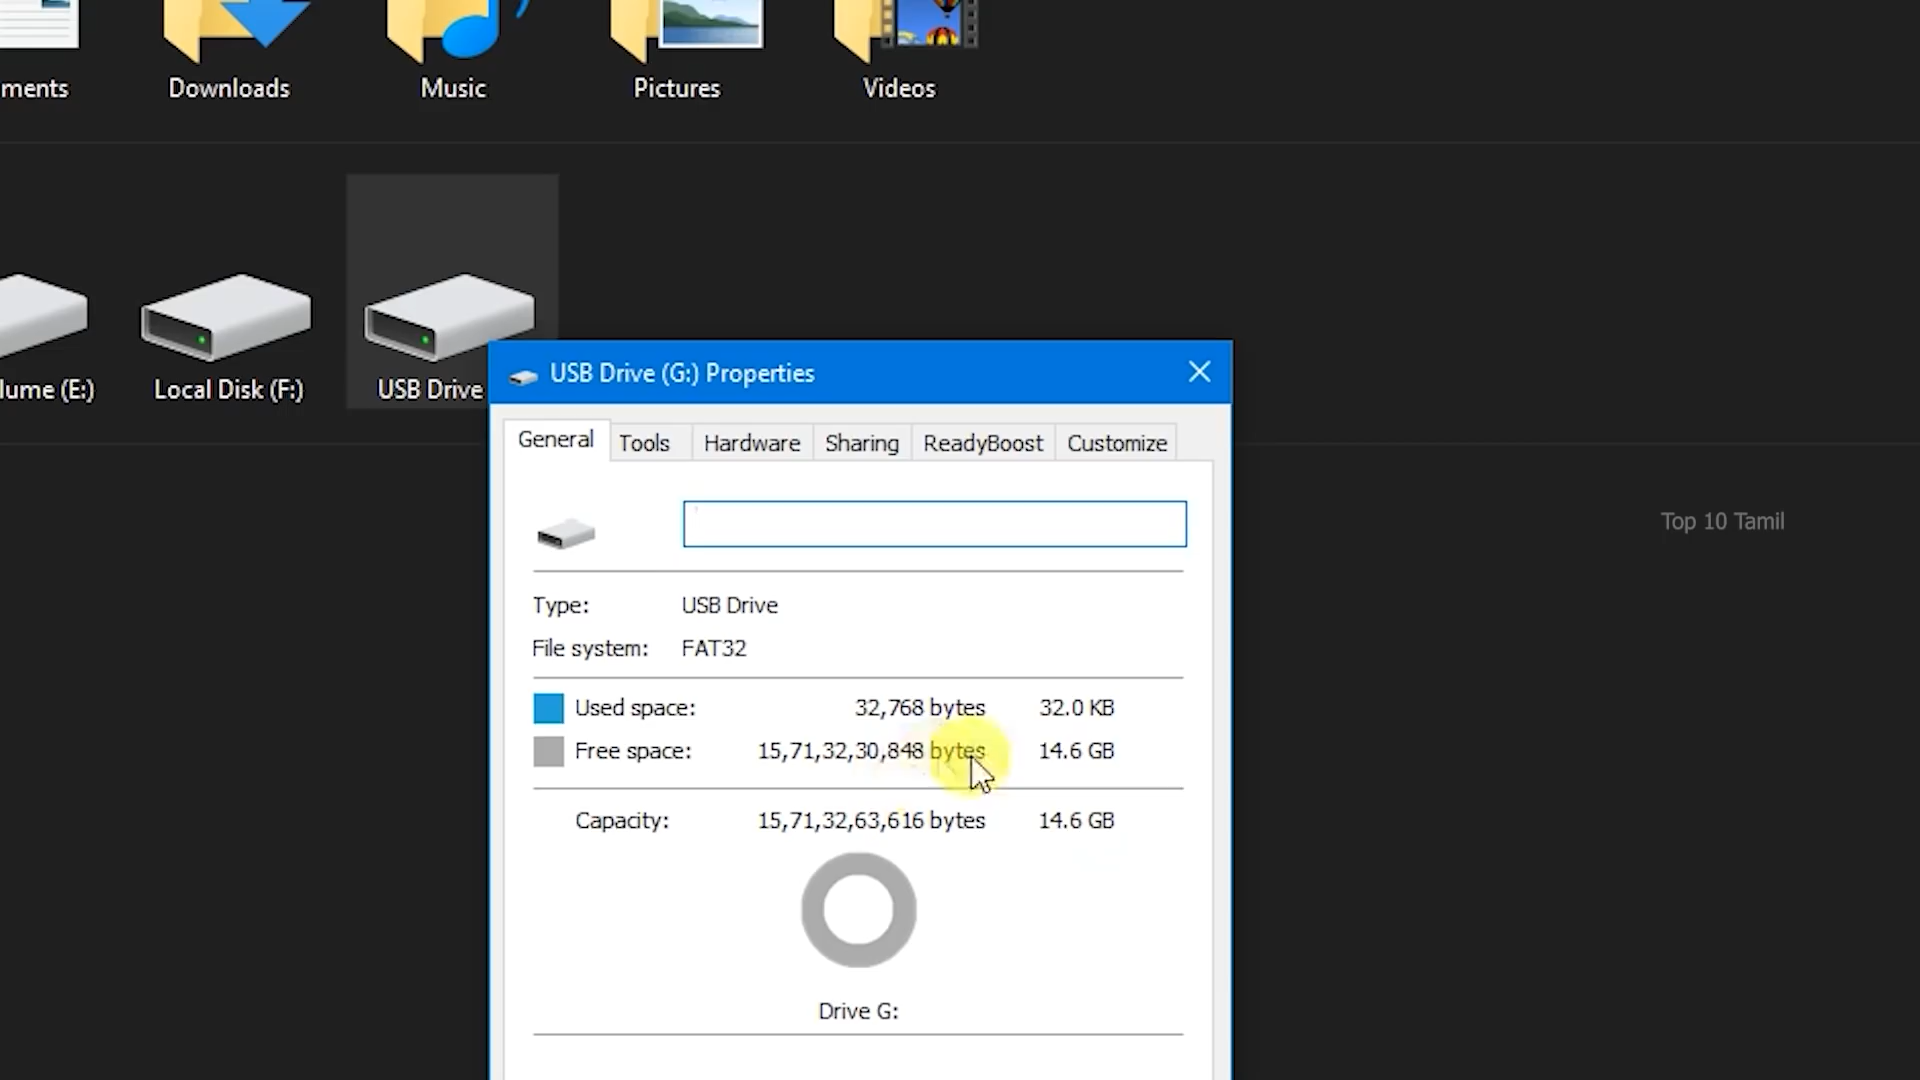 ments
Downloads
Music
Pictures
Videos
lume (E:)
Local Disk (F:)
USB Drive
USB Drive (G:) Properties
General
Tools
Hardware
Sharing
ReadyBoost
Customize
Top 10 Tamil
Type: USB Drive
File system: FAT32
Used space: 32,768 bytes 32.0 KB
Free space: 15,71,32,30,848 bytes 14.6 GB
Capacity: 15,71,32,63,616 bytes 14.6 GB
Drive G: